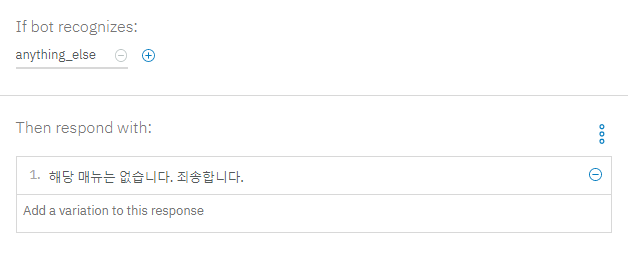 If bot recognizes:
anything_else
Then respond with:
1. 해당 매뉴는 없습니다. 죄송합니다.
Add a variation to this response